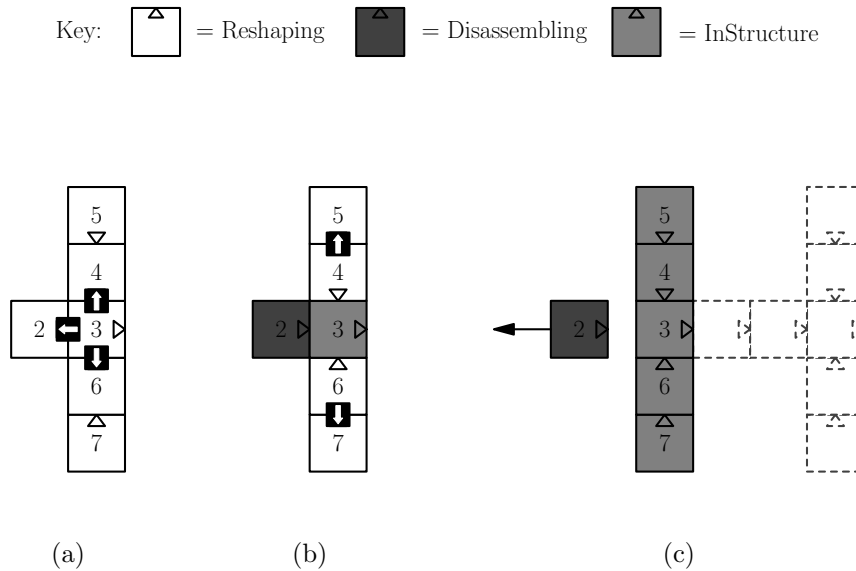 Key: = Reshaping = Disassembling = InStructure
5 5 5
4 4 4
2 3 2 3 2 3
6 6 6
7 7 7
(a) (b) (c)